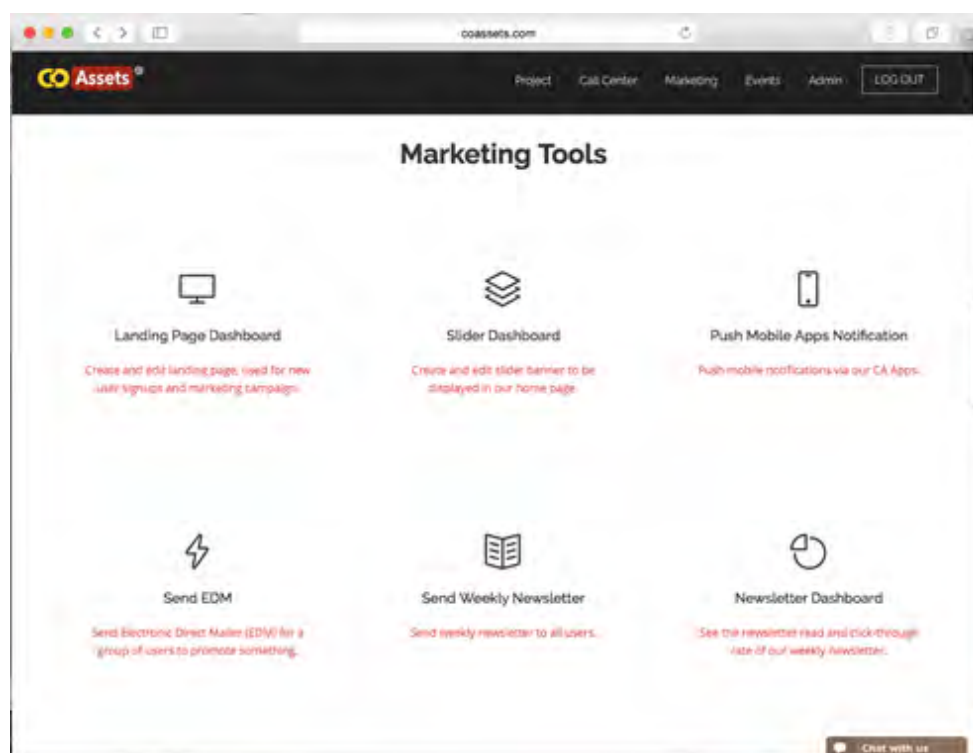 coassets.com
CO Assets®
Project Call Center Marketing Events Admin LOG OUT
Marketing Tools
Landing Page Dashboard
Create and edit landing page, used for new
user signups and marketing campaign.
Slider Dashboard
Create and edit slider banner to be
displayed in our home page.
Push Mobile Apps Notification
Push mobile notifications via our CA Apps.
Send EDM
Send Electronic Direct Mailer (EDM) for a
group of users to promote something.
Send Weekly Newsletter
Send weekly newsletter to all users.
Newsletter Dashboard
See the newsletter read and click-through
rate of our weekly newsletter.
Chat with us